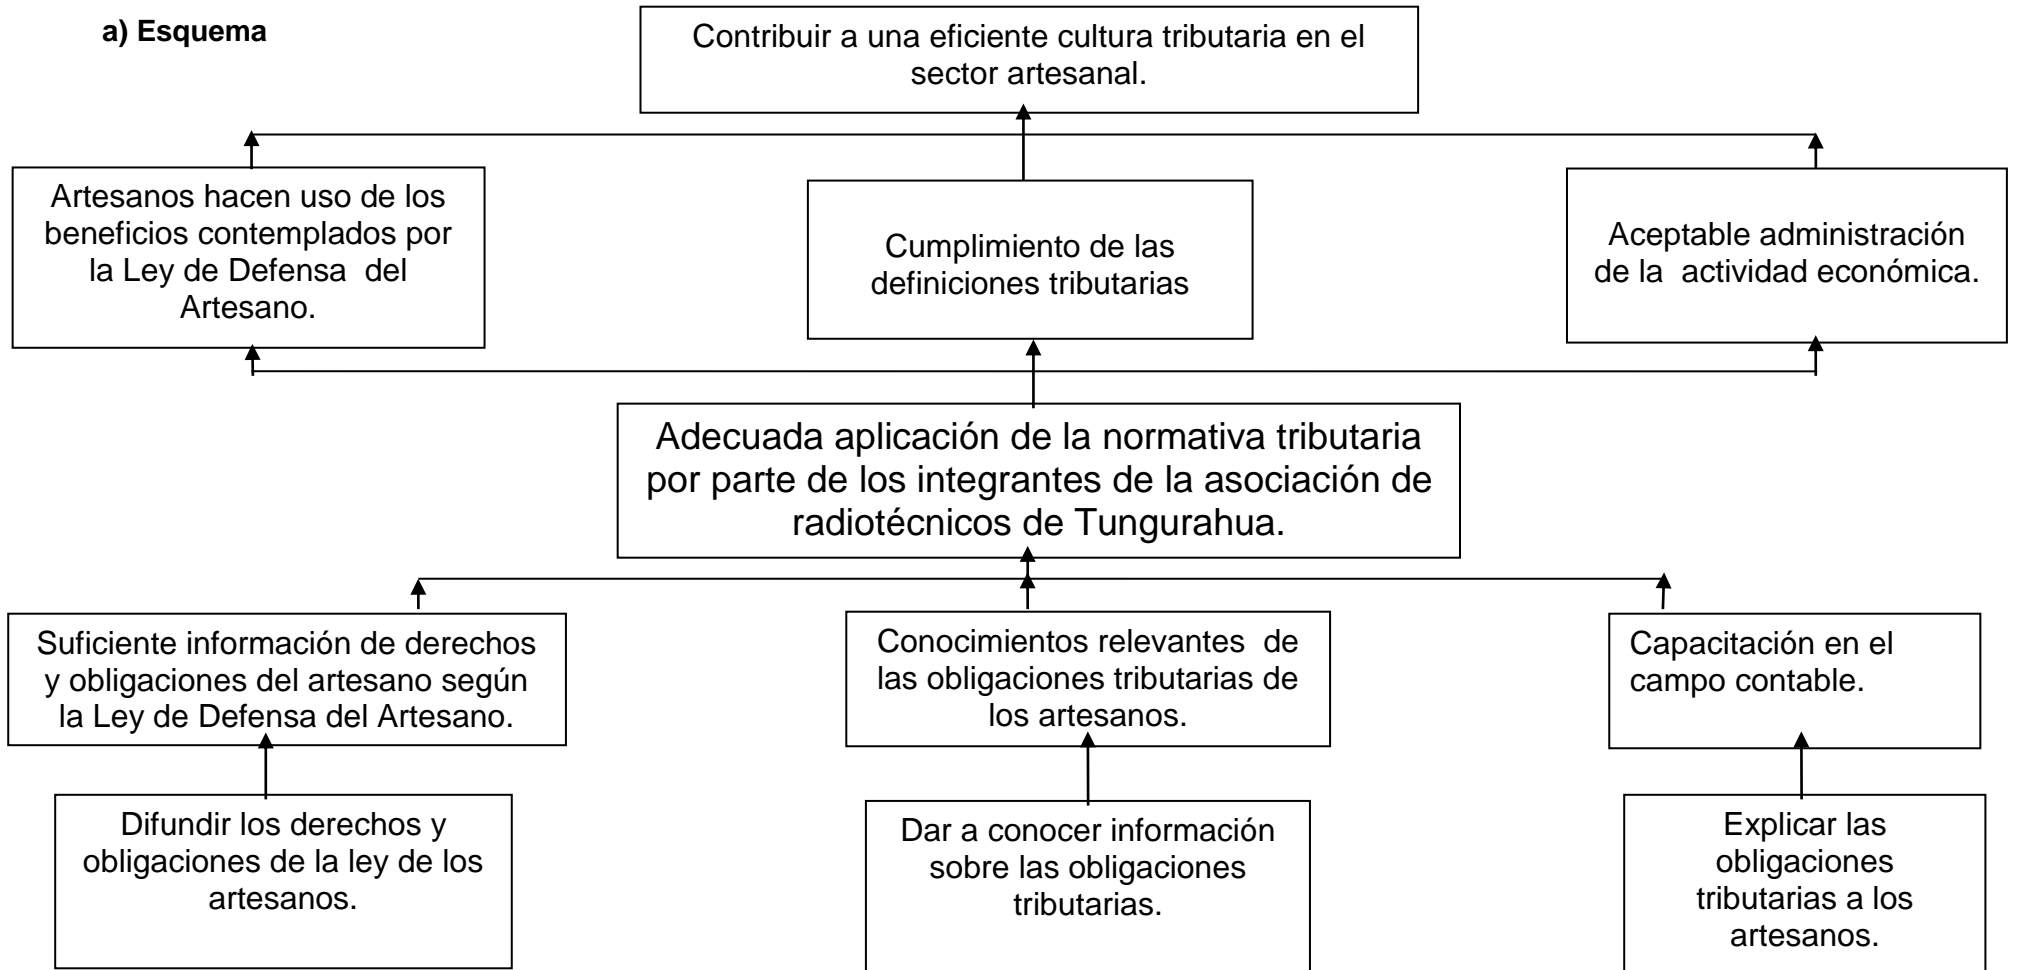 a) Esquema
Contribuir a una eficiente cultura tributaria en el
sector artesanal.
Artesanos hacen uso de los
beneficios contemplados por
la Ley de Defensa  del
Artesano.
Cumplimiento de las
definiciones tributarias
Aceptable administración
de la  actividad económica.
Adecuada aplicación de la normativa tributaria
por parte de los integrantes de la asociación de
radiotécnicos de Tungurahua.
Suficiente información de derechos
y obligaciones del artesano según
la Ley de Defensa del Artesano.
Conocimientos relevantes  de
las obligaciones tributarias de
los artesanos.
Capacitación en el
campo contable.
Difundir los derechos y
obligaciones de la ley de los
artesanos.
Dar a conocer información
sobre las obligaciones
tributarias.
Explicar las
obligaciones
tributarias a los
artesanos.